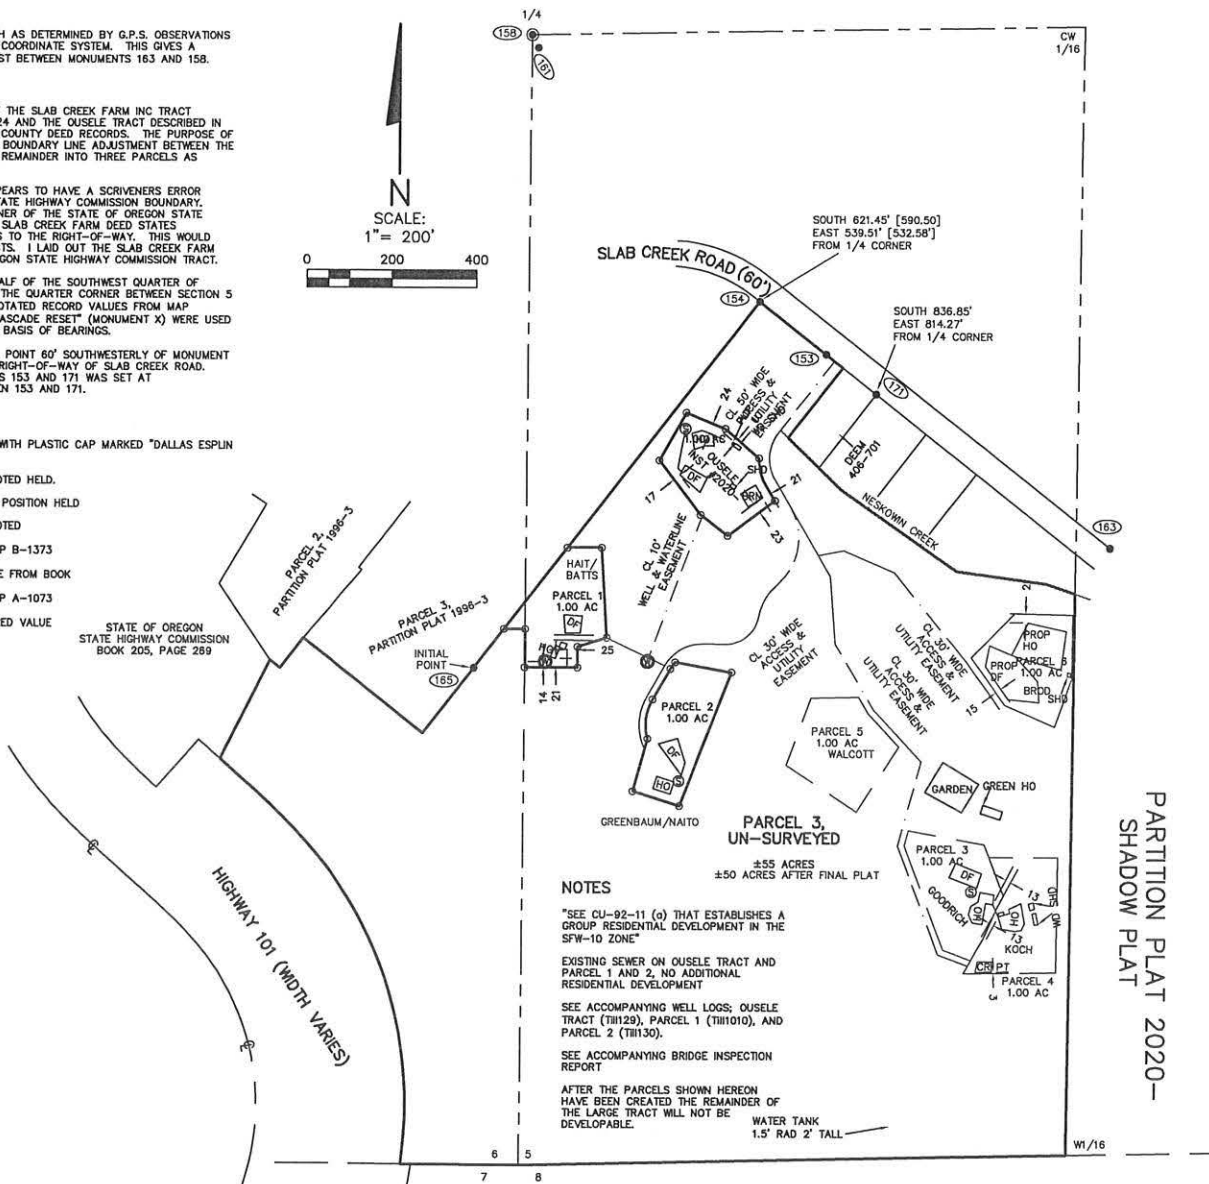 H AS DETERMINED BY G.P.S. OBSERVATIONS
COORDINATE SYSTEM. THIS GIVES A
ST BETWEEN MONUMENTS 163 AND 158.
THE SLAB CREEK FARM INC TRACT
24 AND THE OUSELE TRACT DESCRIBED IN
COUNTY DEED RECORDS. THE PURPOSE OF
BOUNDARY LINE ADJUSTMENT BETWEEN THE
REMAINDER INTO THREE PARCELS AS
PEARS TO HAVE A SCRIVENERS ERROR
ATE HIGHWAY COMMISSION BOUNDARY.
NER OF THE STATE OF OREGON STATE
SLAB CREEK FARM DEED STATES
S TO THE RIGHT-OF-WAY. THIS WOULD
TS. I LAID OUT THE SLAB CREEK FARM
GON STATE HIGHWAY COMMISSION TRACT.
ALF OF THE SOUTHWEST QUARTER OF
THE QUARTER CORNER BETWEEN SECTION 5
OTATED RECORD VALUES FROM MAP
ASCADE RESET" (MONUMENT X) WERE USED
BASIS OF BEARINGS.
POINT 60' SOUTHWESTERLY OF MONUMENT
RIGHT-OF-WAY OF SLAB CREEK ROAD.
S 153 AND 171 WAS SET AT
N 153 AND 171.
WITH PLASTIC CAP MARKED "DALLAS ESPLIN
OTED HELD.
POSITION HELD
OTED
P B-1373
E FROM BOOK
P A-1073
ED VALUE
N
SCALE:
1"= 200'
0 200 400
1/4
158
161
CW
1/16
SOUTH 621.45' [590.50]
EAST 539.51' [532.58']
FROM 1/4 CORNER
SLAB CREEK ROAD (60')
154
SOUTH 836.85'
EAST 814.27'
FROM 1/4 CORNER
153
171
163
DEEM
406-701
NESKOWIN CREEK
CL 50' WIDE
ACCESS &
UTILITY
EASEMENT
24
S
1.00 AC
OUSELE
INST #2020-
DF
SHD
BRN
21
17
23
CL 10'
WELL & WATERLINE
EASEMENT
PARCEL 2,
PARTITION PLAT 1996-3
PARCEL 3,
PARTITION PLAT 1996-3
STATE OF OREGON
STATE HIGHWAY COMMISSION
BOOK 205, PAGE 269
INITIAL
POINT
165
HAIT/
BATTS
PARCEL 1
1.00 AC
DF
HO
W
25
14
21
W
CL 30' WIDE
ACCESS &
UTILITY
EASEMENT
CL 30' WIDE
ACCESS &
UTILITY EASEMENT
CL 30' WIDE
ACCESS &
UTILITY EASEMENT
2
PROP
HO
PROP
DF
PARCEL 6
1.00 AC
BROD
SHD
15
PARCEL 2
1.00 AC
DF
HO
S
GREENBAUM/NAITO
PARCEL 5
1.00 AC
WALCOTT
GARDEN
GREEN HO
PARCEL 3,
UN-SURVEYED
±55 ACRES
±50 ACRES AFTER FINAL PLAT
PARCEL 3
1.00 AC
DF
S
GOODRICH
HO
13
HO
WD SHD
13
KOCH
CR PT
3
PARCEL 4
1.00 AC
HIGHWAY 101 (WIDTH VARIES)
NOTES
"SEE CU-92-11 (a) THAT ESTABLISHES A
GROUP RESIDENTIAL DEVELOPMENT IN THE
SFW-10 ZONE"
EXISTING SEWER ON OUSELE TRACT AND
PARCEL 1 AND 2, NO ADDITIONAL
RESIDENTIAL DEVELOPMENT
SEE ACCOMPANYING WELL LOGS; OUSELE
TRACT (Till129), PARCEL 1 (Till1010), AND
PARCEL 2 (Till130).
SEE ACCOMPANYING BRIDGE INSPECTION
REPORT
AFTER THE PARCELS SHOWN HEREON
HAVE BEEN CREATED THE REMAINDER OF
THE LARGE TRACT WILL NOT BE
DEVELOPABLE.
WATER TANK
1.5' RAD 2' TALL
W1/16
6 5
7 8
PARTITION PLAT 2020-
SHADOW PLAT